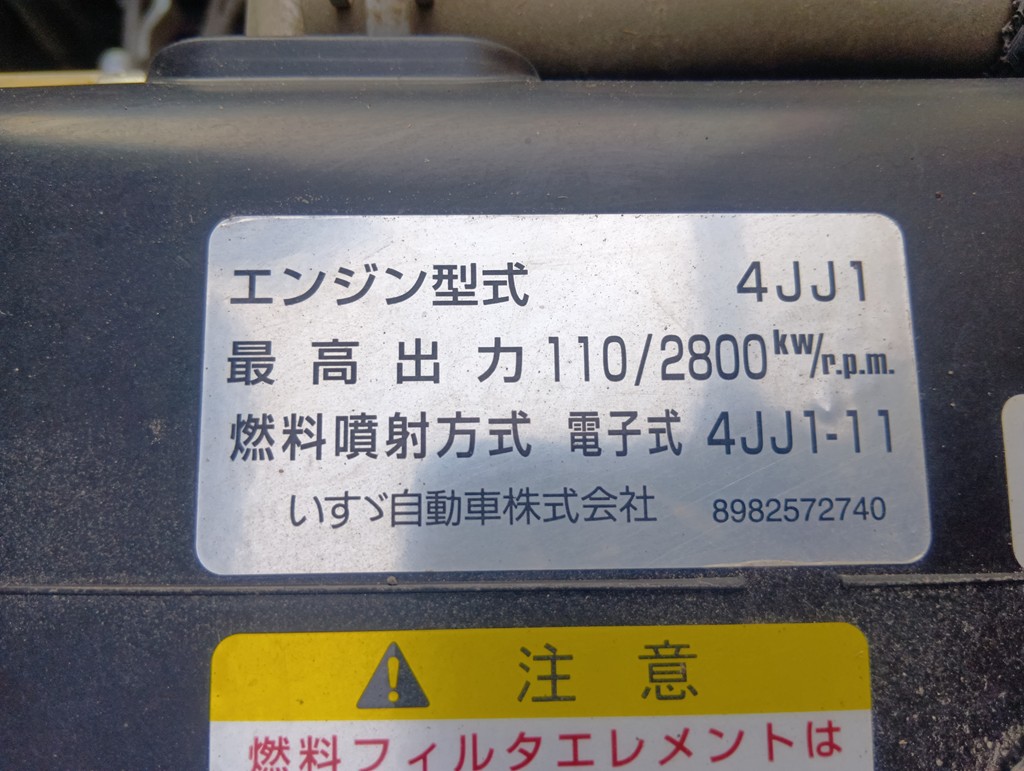 エンジン型式 4JJ1
最高出力 110/2800kW/r.p.m.
燃料噴射方式 電子式 4JJ1-11
いすゞ自動車株式会社 8982572740
注意
燃料フィルタエレメントは